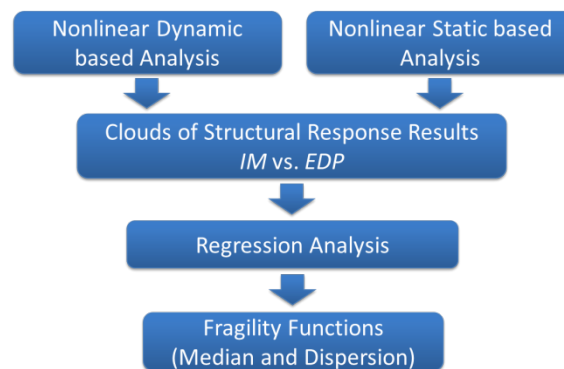 Nonlinear Dynamic
based Analysis
Nonlinear Static based
Analysis
Clouds of Structural Response Results
IM vs. EDP
Regression Analysis
Fragility Functions
(Median and Dispersion)